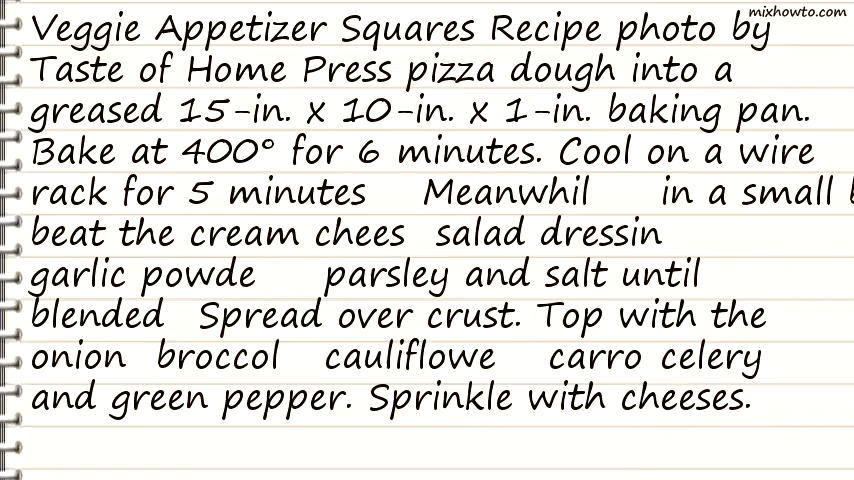 mixhowto.com
Veggie Appetizer Squares Recipe photo by
Taste of Home Press pizza dough into a
greased 15-in. x 10-in. x 1-in. baking pan.
Bake at 400° for 6 minutes. Cool on a wire
rack for 5 minutes Meanwhil in a small b
beat the cream chees salad dressin
garlic powde parsley and salt until
blended Spread over crust. Top with the
onion broccol cauliflowe carro celery
and green pepper. Sprinkle with cheeses.